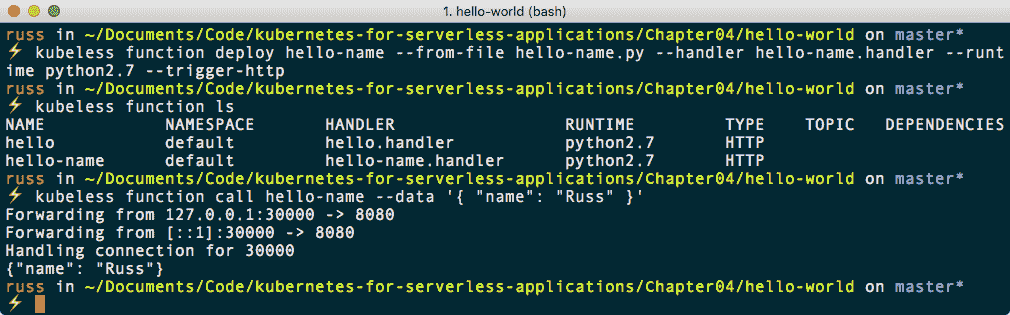 1. hello-world (bash)
russ in ~/Documents/Code/kubernetes-for-serverless-applications/Chapter04/hello-world on master*
⚡ kubeless function deploy hello-name --from-file hello-name.py --handler hello-name.handler --runt
ime python2.7 --trigger-http
russ in ~/Documents/Code/kubernetes-for-serverless-applications/Chapter04/hello-world on master*
⚡ kubeless function ls
NAME NAMESPACE HANDLER RUNTIME TYPE TOPIC DEPENDENCIES
hello default hello.handler python2.7 HTTP
hello-name default hello-name.handler python2.7 HTTP
russ in ~/Documents/Code/kubernetes-for-serverless-applications/Chapter04/hello-world on master*
⚡ kubeless function call hello-name --data '{ "name": "Russ" }'
Forwarding from 127.0.0.1:30000 -> 8080
Forwarding from [::1]:30000 -> 8080
Handling connection for 30000
{"name": "Russ"}
russ in ~/Documents/Code/kubernetes-for-serverless-applications/Chapter04/hello-world on master*
⚡